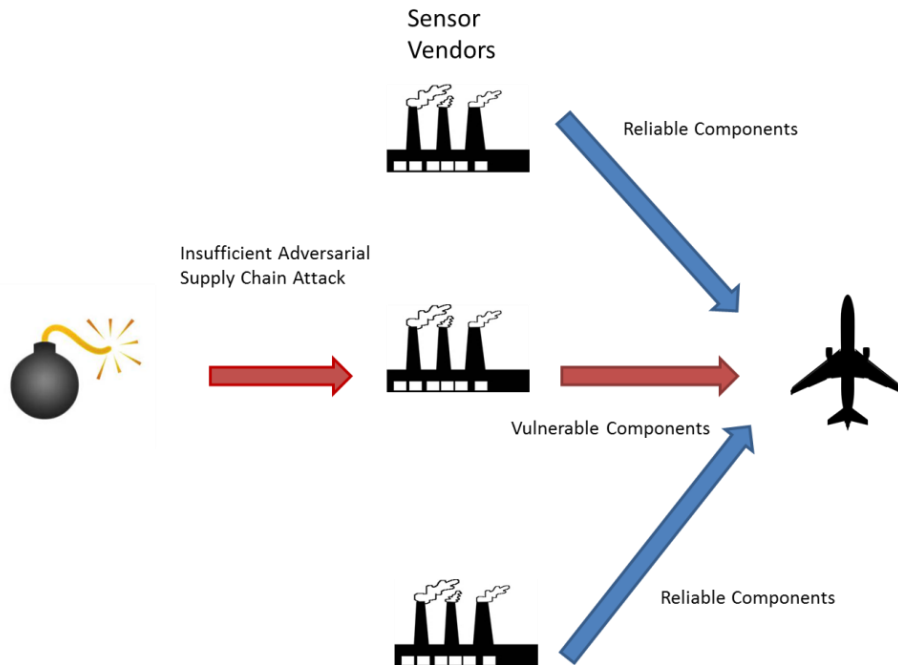 Sensor
Vendors
Reliable Components
Insufficient Adversarial
Supply Chain Attack
Vulnerable Components
Reliable Components